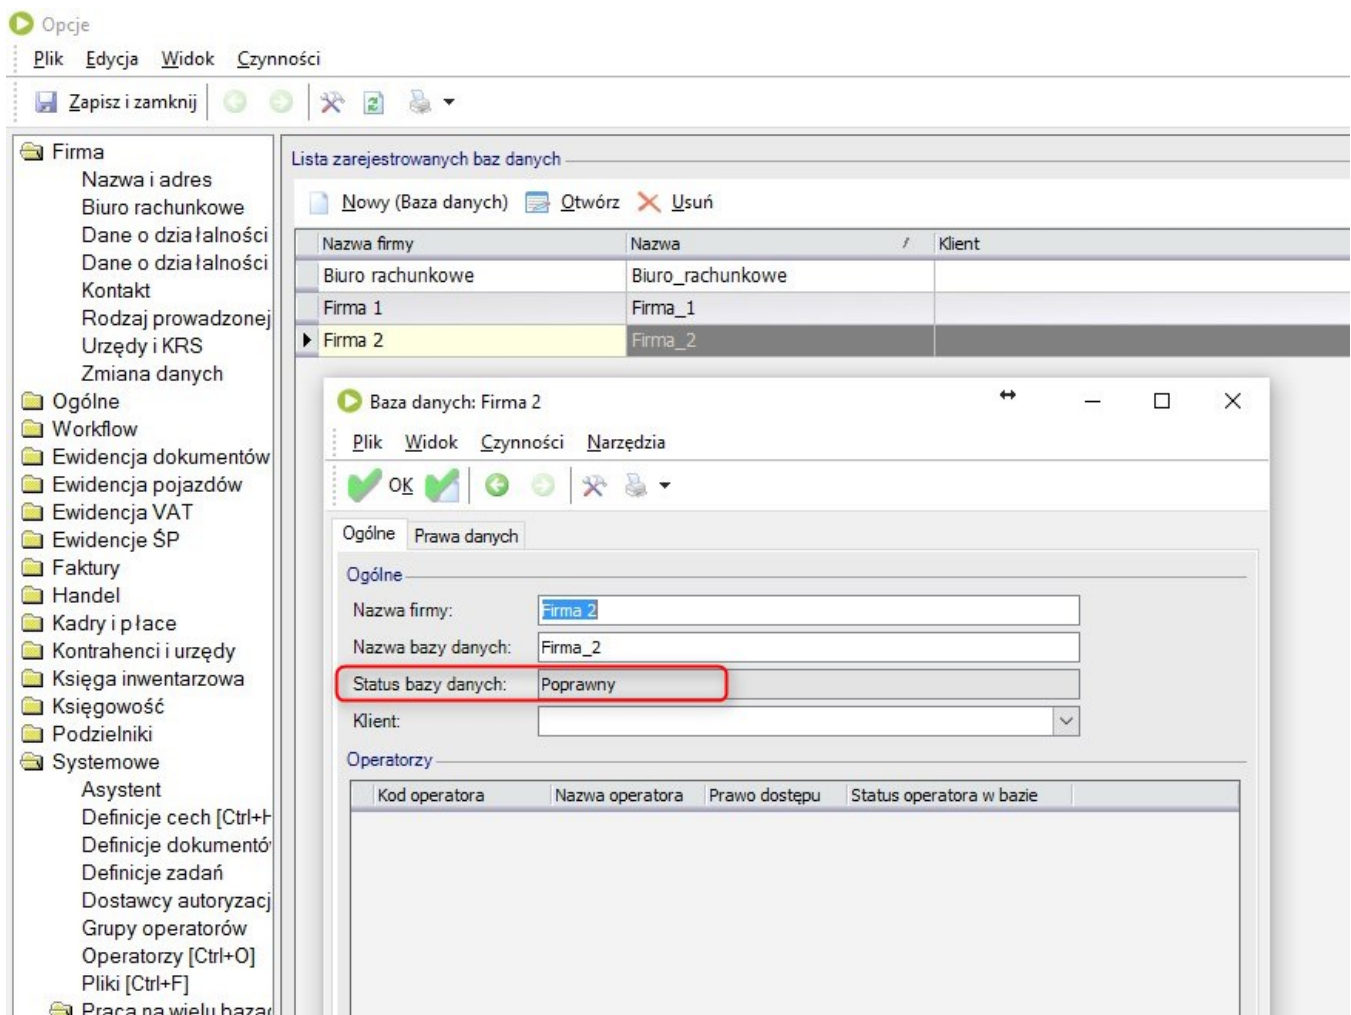 Opcje
Plik Edycja Widok Czynności
Zapisz i zamknij
Firma
Nazwa i adres
Biuro rachunkowe
Dane o działalności
Dane o działalności
Kontakt
Rodzaj prowadzonej
Urzędy i KRS
Zmiana danych
Ogólne
Workflow
Ewidencja dokumentów
Ewidencja pojazdów
Ewidencja VAT
Ewidencje ŚP
Faktury
Handel
Kadry i płace
Kontrahenci i urzędy
Księga inwentarzowa
Księgowość
Podzielniki
Systemowe
Asystent
Definicje cech [Ctrl+H
Definicje dokumentó
Definicje zadań
Dostawcy autoryzacj
Grupy operatorów
Operatorzy [Ctrl+O]
Pliki [Ctrl+F]
Praca na wielu bazac
Lista zarejestrowanych baz danych
Nowy (Baza danych) Otwórz Usuń
Nazwa firmy Nazwa / Klient
Biuro rachunkowe Biuro_rachunkowe
Firma 1 Firma_1
Firma 2 Firma_2
Baza danych: Firma 2
Plik Widok Czynności Narzędzia
OK
Ogólne Prawa danych
Ogólne
Nazwa firmy: Firma 2
Nazwa bazy danych: Firma_2
Status bazy danych: Poprawny
Klient:
Operatorzy
Kod operatora Nazwa operatora Prawo dostępu Status operatora w bazie